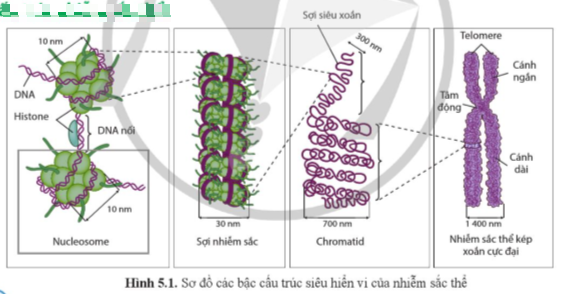 10 nm
DNA
Histone
DNA nối
10 nm
Nucleosome
30 nm
Sợi nhiễm sắc
Sợi siêu xoắn
300 nm
700 nm
Chromatid
Telomere
Cánh
ngắn
Tâm
động
Cánh
dài
1 400 nm
Nhiễm sắc thể kép
xoắn cực đại
Hình 5.1. Sơ đồ các bậc cấu trúc siêu hiển vi của nhiễm sắc thể